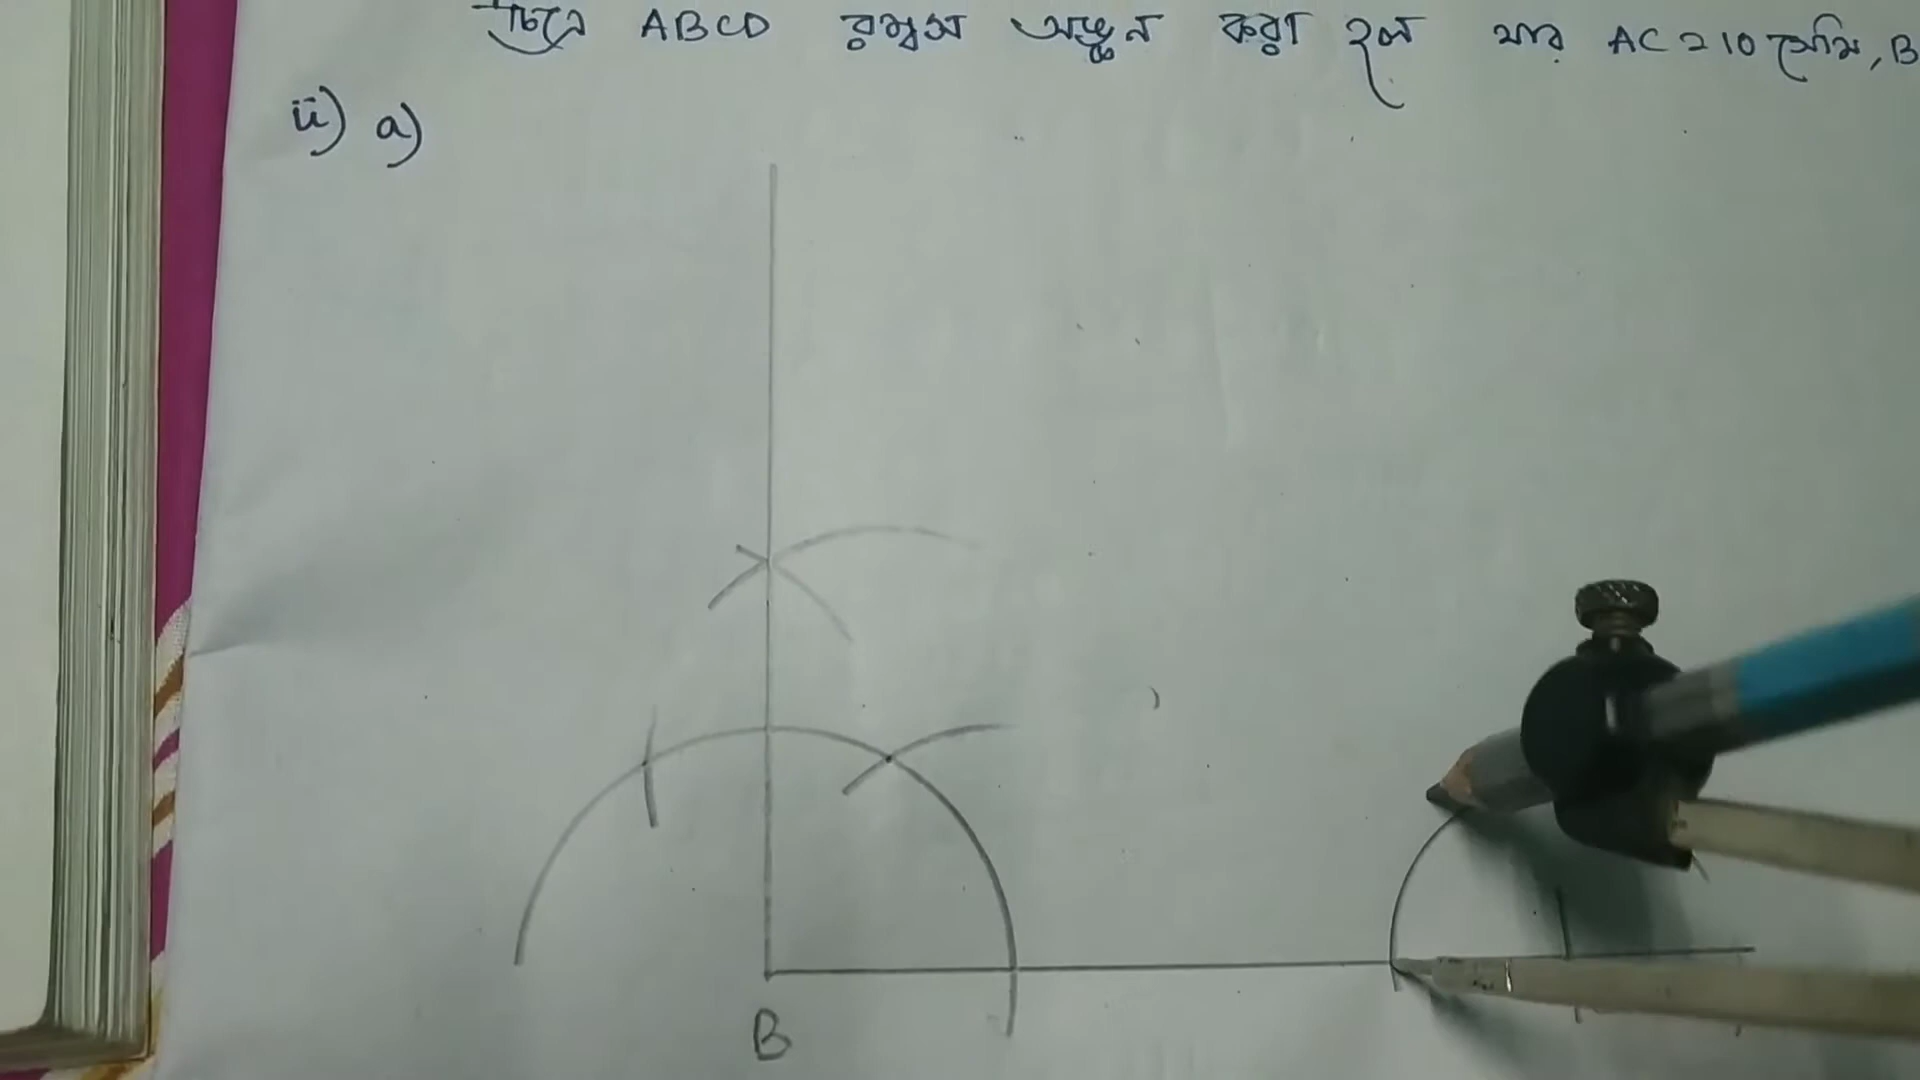 চিত্রে ABCD রম্বস অঙ্কন করা হল যার AC = 10 সেমি, B
ii) a)
B